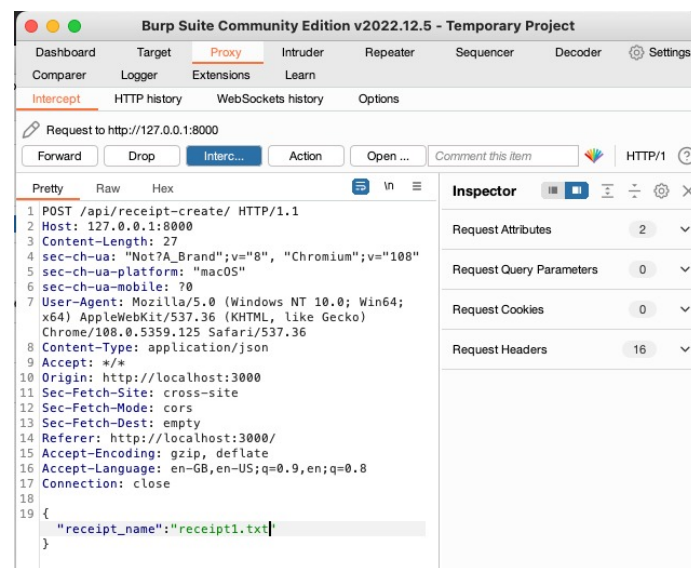 Burp Suite Community Edition v2022.12.5 - Temporary Project
Dashboard Target Proxy Intruder Repeater Sequencer Decoder Settings
Comparer Logger Extensions Learn
Intercept HTTP history WebSockets history Options
Request to http://127.0.0.1:8000
Forward Drop Interc... Action Open ... Comment this item HTTP/1 ?
Pretty Raw Hex \n
Inspector
1 POST /api/receipt-create/ HTTP/1.1
2 Host: 127.0.0.1:8000
3 Content-Length: 27
4 sec-ch-ua: "Not?A_Brand";v="8", "Chromium";v="108"
5 sec-ch-ua-platform: "macOS"
6 sec-ch-ua-mobile: ?0
7 User-Agent: Mozilla/5.0 (Windows NT 10.0; Win64;
x64) AppleWebKit/537.36 (KHTML, like Gecko)
Chrome/108.0.5359.125 Safari/537.36
8 Content-Type: application/json
9 Accept: */*
10 Origin: http://localhost:3000
11 Sec-Fetch-Site: cross-site
12 Sec-Fetch-Mode: cors
13 Sec-Fetch-Dest: empty
14 Referer: http://localhost:3000/
15 Accept-Encoding: gzip, deflate
16 Accept-Language: en-GB,en-US;q=0.9,en;q=0.8
17 Connection: close
18
19 {
"receipt_name":"receipt1.txt"
}
Request Attributes 2
Request Query Parameters 0
Request Cookies 0
Request Headers 16